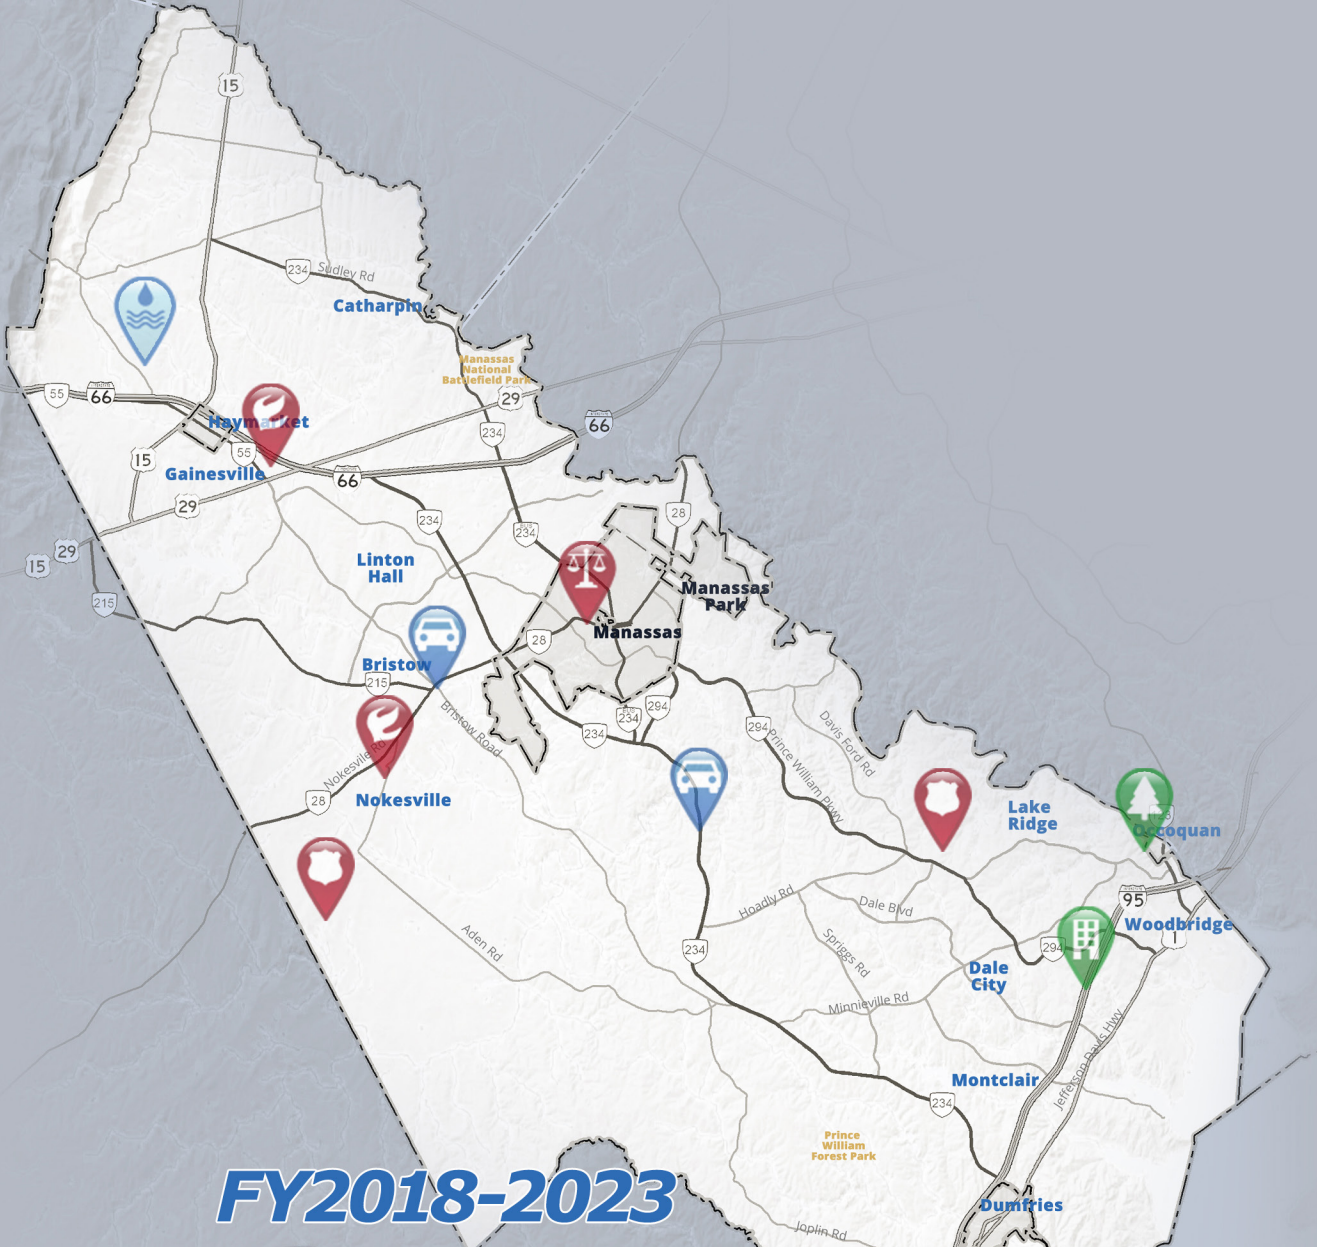 15
234
Sudley Rd
Catharpin
Manassas
National
Battlefield Park
55
66
29
Haymarket
234
66
15
55
Gainesville
66
29
234
28
234
29
15
Linton
Hall
Manassas
Park
215
Manassas
28
Bristow
215
294
234
Bristow Road
234
294
Davis Ford Rd
Prince William Pkwy
Nokesville Rd
28
Nokesville
Lake
Ridge
Occoquan
Hoadly Rd
Dale Blvd
95
Woodbridge
1
Aden Rd
234
Spriggs Rd
294
Dale
City
Minnieville Rd
Jefferson Davis Hwy
Montclair
234
Prince
William
Forest Park
FY2018-2023
Dumfries
Joplin Rd